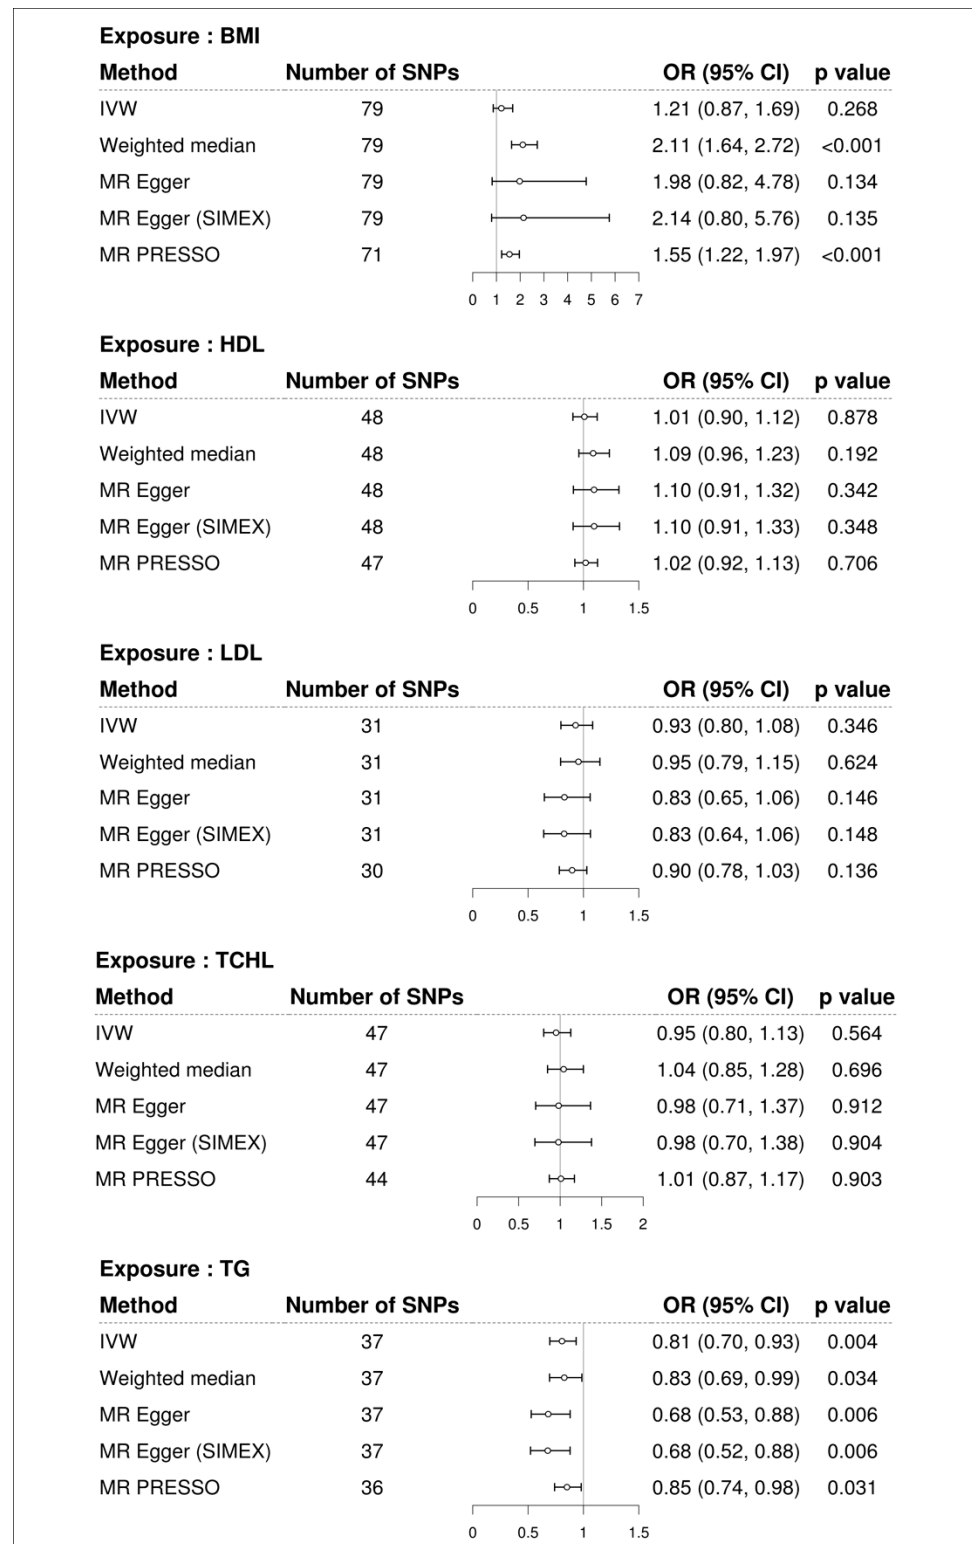 Exposure : BMI
Method Number of SNPs OR (95% CI) p value
IVW 79 1.21 (0.87, 1.69) 0.268
Weighted median 79 2.11 (1.64, 2.72) <0.001
MR Egger 79 1.98 (0.82, 4.78) 0.134
MR Egger (SIMEX) 79 2.14 (0.80, 5.76) 0.135
MR PRESSO 71 1.55 (1.22, 1.97) <0.001
0 1 2 3 4 5 6 7
Exposure : HDL
Method Number of SNPs OR (95% CI) p value
IVW 48 1.01 (0.90, 1.12) 0.878
Weighted median 48 1.09 (0.96, 1.23) 0.192
MR Egger 48 1.10 (0.91, 1.32) 0.342
MR Egger (SIMEX) 48 1.10 (0.91, 1.33) 0.348
MR PRESSO 47 1.02 (0.92, 1.13) 0.706
0 0.5 1 1.5
Exposure : LDL
Method Number of SNPs OR (95% CI) p value
IVW 31 0.93 (0.80, 1.08) 0.346
Weighted median 31 0.95 (0.79, 1.15) 0.624
MR Egger 31 0.83 (0.65, 1.06) 0.146
MR Egger (SIMEX) 31 0.83 (0.64, 1.06) 0.148
MR PRESSO 30 0.90 (0.78, 1.03) 0.136
0 0.5 1 1.5
Exposure : TCHL
Method Number of SNPs OR (95% CI) p value
IVW 47 0.95 (0.80, 1.13) 0.564
Weighted median 47 1.04 (0.85, 1.28) 0.696
MR Egger 47 0.98 (0.71, 1.37) 0.912
MR Egger (SIMEX) 47 0.98 (0.70, 1.38) 0.904
MR PRESSO 44 1.01 (0.87, 1.17) 0.903
0 0.5 1 1.5 2
Exposure : TG
Method Number of SNPs OR (95% CI) p value
IVW 37 0.81 (0.70, 0.93) 0.004
Weighted median 37 0.83 (0.69, 0.99) 0.034
MR Egger 37 0.68 (0.53, 0.88) 0.006
MR Egger (SIMEX) 37 0.68 (0.52, 0.88) 0.006
MR PRESSO 36 0.85 (0.74, 0.98) 0.031
0 0.5 1 1.5